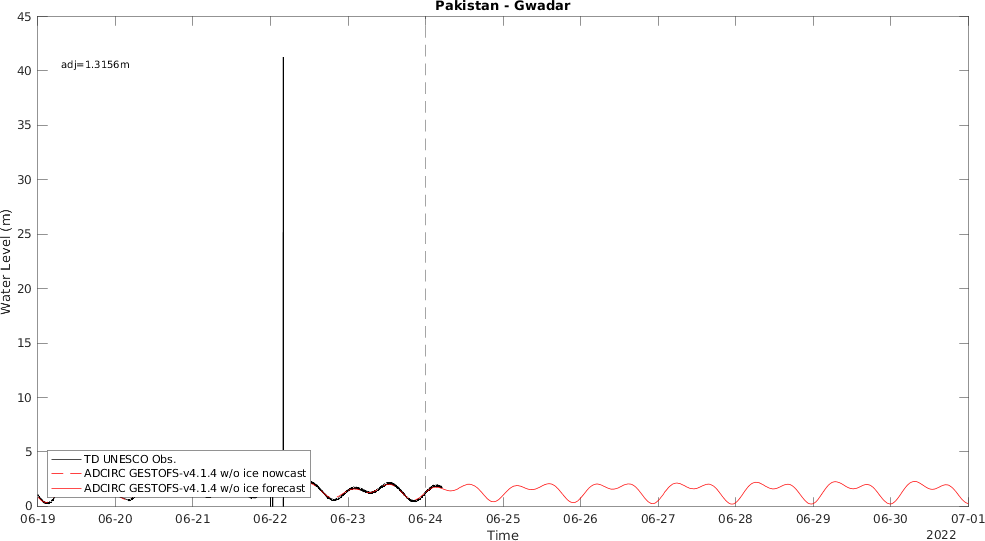 Pakistan - Gwadar
adj=1.3156m
Water Level (m)
45
40
35
30
25
20
15
10
5
0
TD UNESCO Obs.
ADCIRC GESTOFS-v4.1.4 w/o ice nowcast
ADCIRC GESTOFS-v4.1.4 w/o ice forecast
06-19 06-20 06-21 06-22 06-23 06-24 06-25 06-26 06-27 06-28 06-29 06-30 07-01
Time
2022